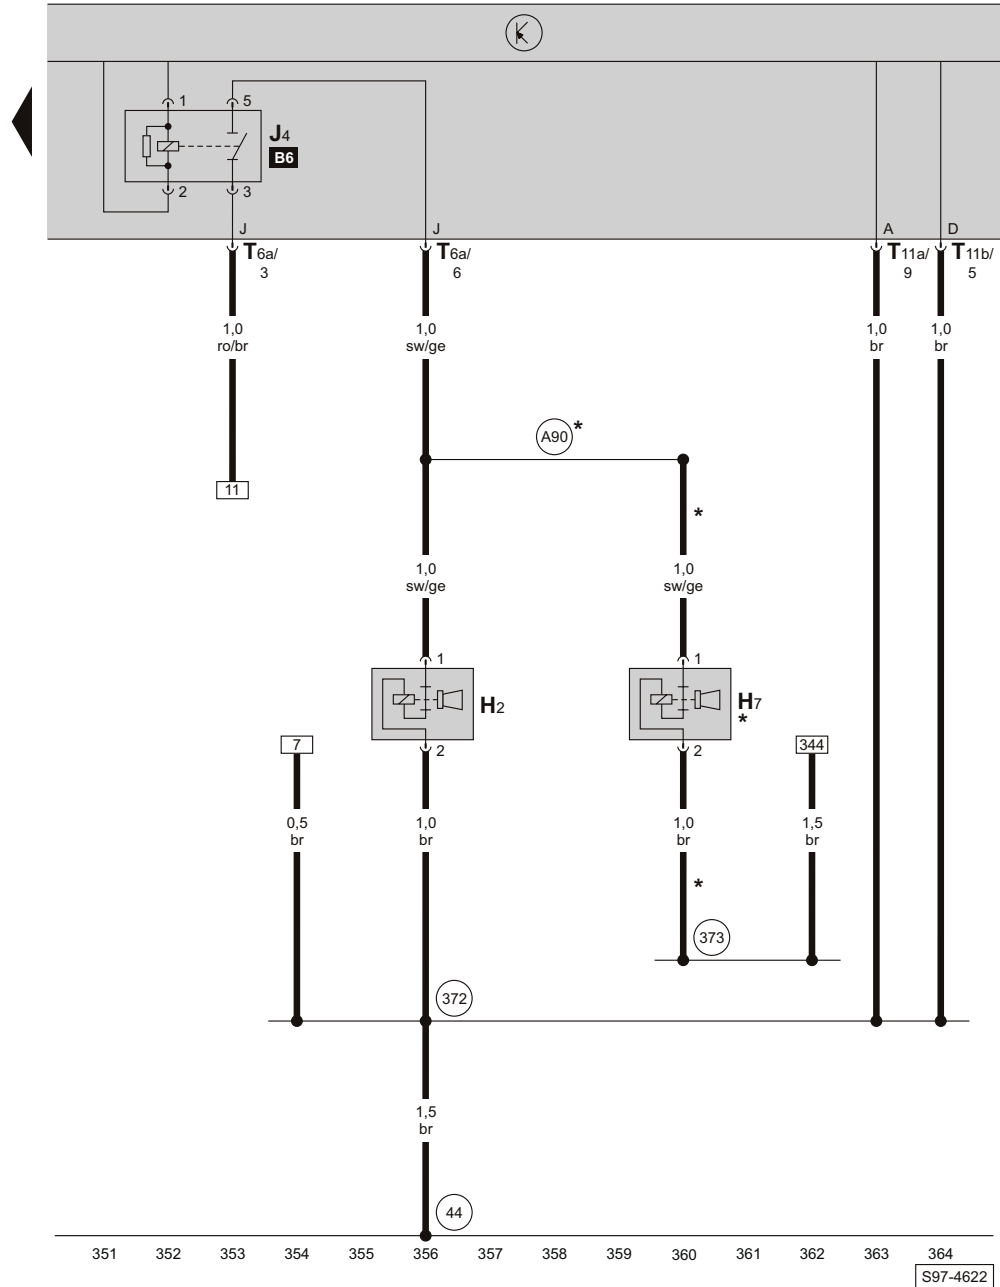 1 5
J4
B6
2 3
J J A D
T6a/ T6a/ T11a/ T11b/
3 6 9 5
1,0 1,0 1,0 1,0
ro/br sw/ge br br
A90 *
11
*
1,0 1,0
sw/ge sw/ge
1 1
H2 H7
*
7 2 2 344
0,5 1,0 1,0 1,5
br br br br
*
373
372
1,5
br
44
351 352 353 354 355 356 357 358 359 360 361 362 363 364
S97-4622